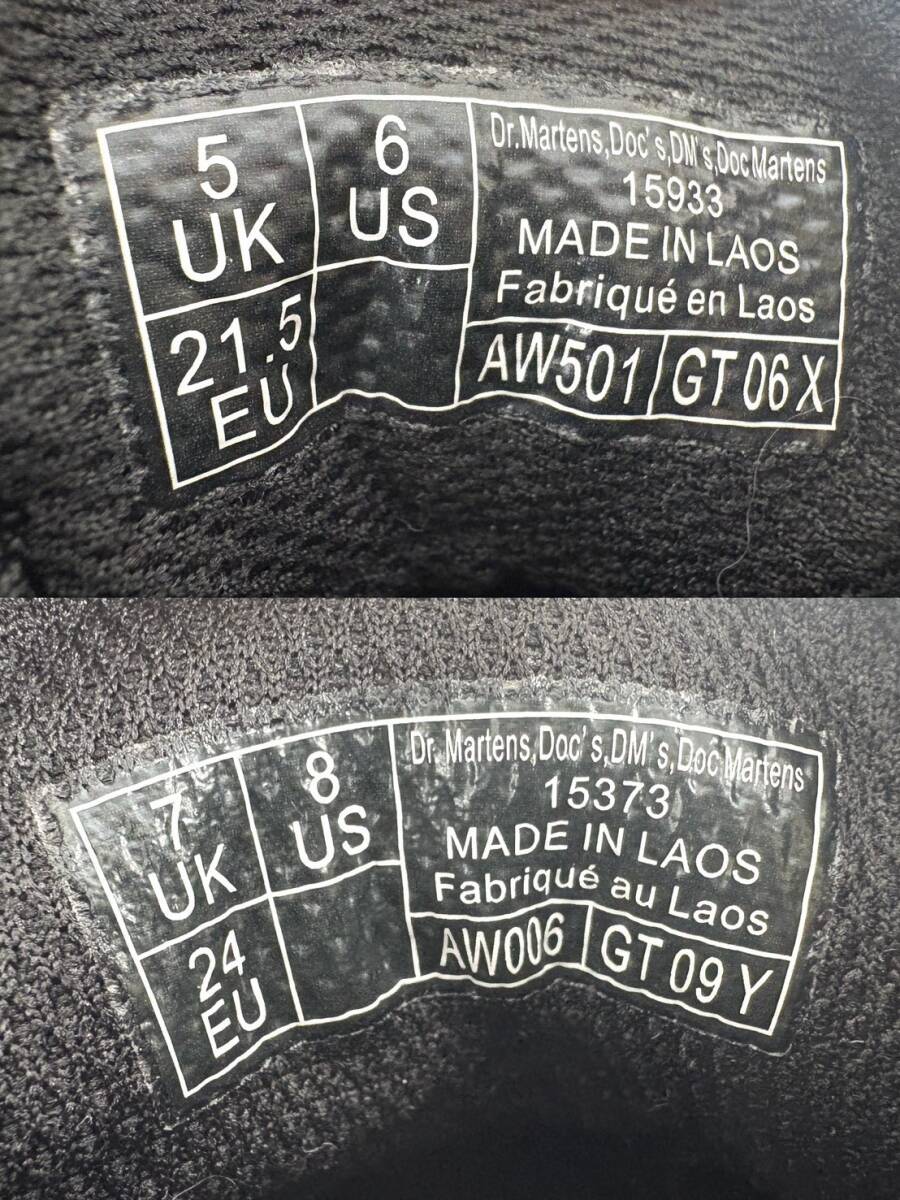 5
UK
6
US
21.5
EU
Dr.Martens,Doc's,DM's,DocMartens
15933
MADE IN LAOS
Fabriqué en Laos
AW501
GT 06 X
7
UK
8
US
24
EU
Dr. Martens,Doc's,DM's,Doc Martens
15373
MADE IN LAOS
Fabriqué au Laos
AW006
GT 09 Y